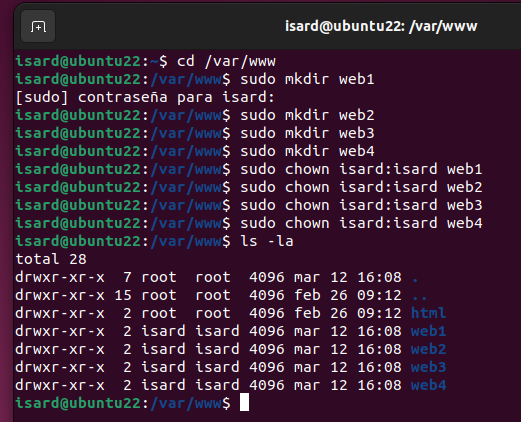 isard@ubuntu22: /var/www
isard@ubuntu22:~$ cd /var/www
isard@ubuntu22:/var/www$ sudo mkdir web1
[sudo] contraseña para isard:
isard@ubuntu22:/var/www$ sudo mkdir web2
isard@ubuntu22:/var/www$ sudo mkdir web3
isard@ubuntu22:/var/www$ sudo mkdir web4
isard@ubuntu22:/var/www$ sudo chown isard:isard web1
isard@ubuntu22:/var/www$ sudo chown isard:isard web2
isard@ubuntu22:/var/www$ sudo chown isard:isard web3
isard@ubuntu22:/var/www$ sudo chown isard:isard web4
isard@ubuntu22:/var/www$ ls -la
total 28
drwxr-xr-x  7 root  root  4096 mar 12 16:08 .
drwxr-xr-x 15 root  root  4096 feb 26 09:12 ..
drwxr-xr-x  2 root  root  4096 feb 26 09:12 html
drwxr-xr-x  2 isard isard 4096 mar 12 16:08 web1
drwxr-xr-x  2 isard isard 4096 mar 12 16:08 web2
drwxr-xr-x  2 isard isard 4096 mar 12 16:08 web3
drwxr-xr-x  2 isard isard 4096 mar 12 16:08 web4
isard@ubuntu22:/var/www$